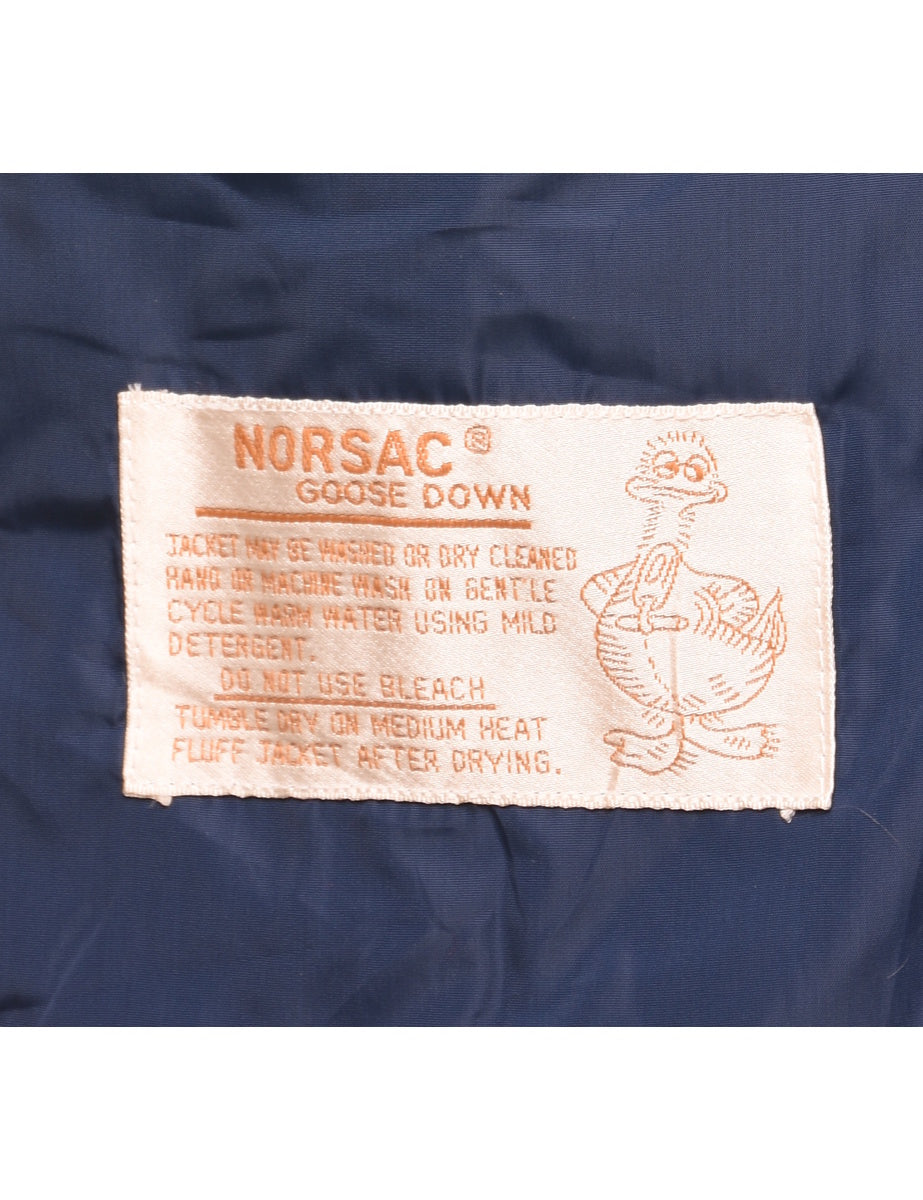 NORSAC ®
GOOSE DOWN
JACKET MAY BE WASHED OR DRY CLEANED
HAND OR MACHINE WASH ON GENTLE
CYCLE WARM WATER USING MILD
DETERGENT.
DO NOT USE BLEACH
TUMBLE DRY ON MEDIUM HEAT
FLUFF JACKET AFTER DRYING.